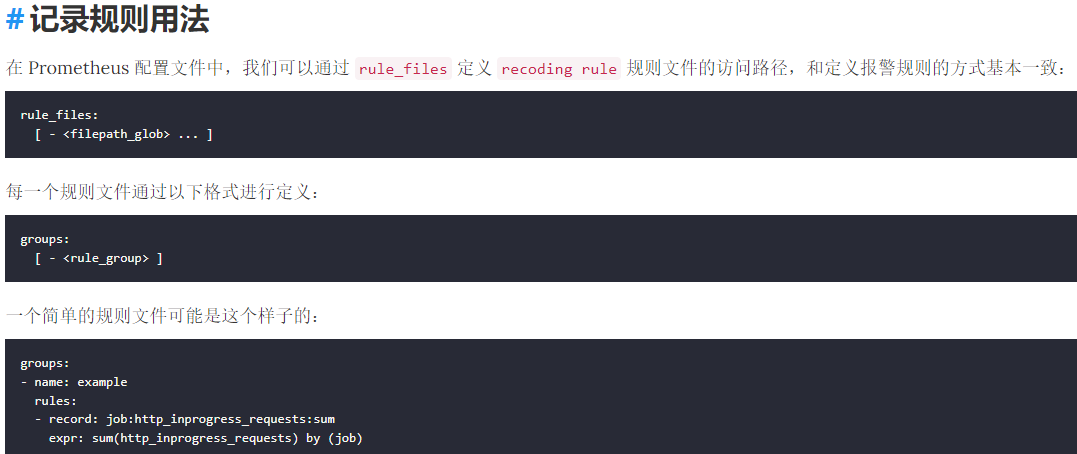 # 记录规则用法
在 Prometheus 配置文件中，我们可以通过 rule_files 定义 recoding rule 规则文件的访问路径，和定义报警规则的方式基本一致：
rule_files:
  [ - <filepath_glob> ... ]
每一个规则文件通过以下格式进行定义：
groups:
  [ - <rule_group> ]
一个简单的规则文件可能是这个样子的：
groups:
- name: example
  rules:
  - record: job:http_inprogress_requests:sum
    expr: sum(http_inprogress_requests) by (job)